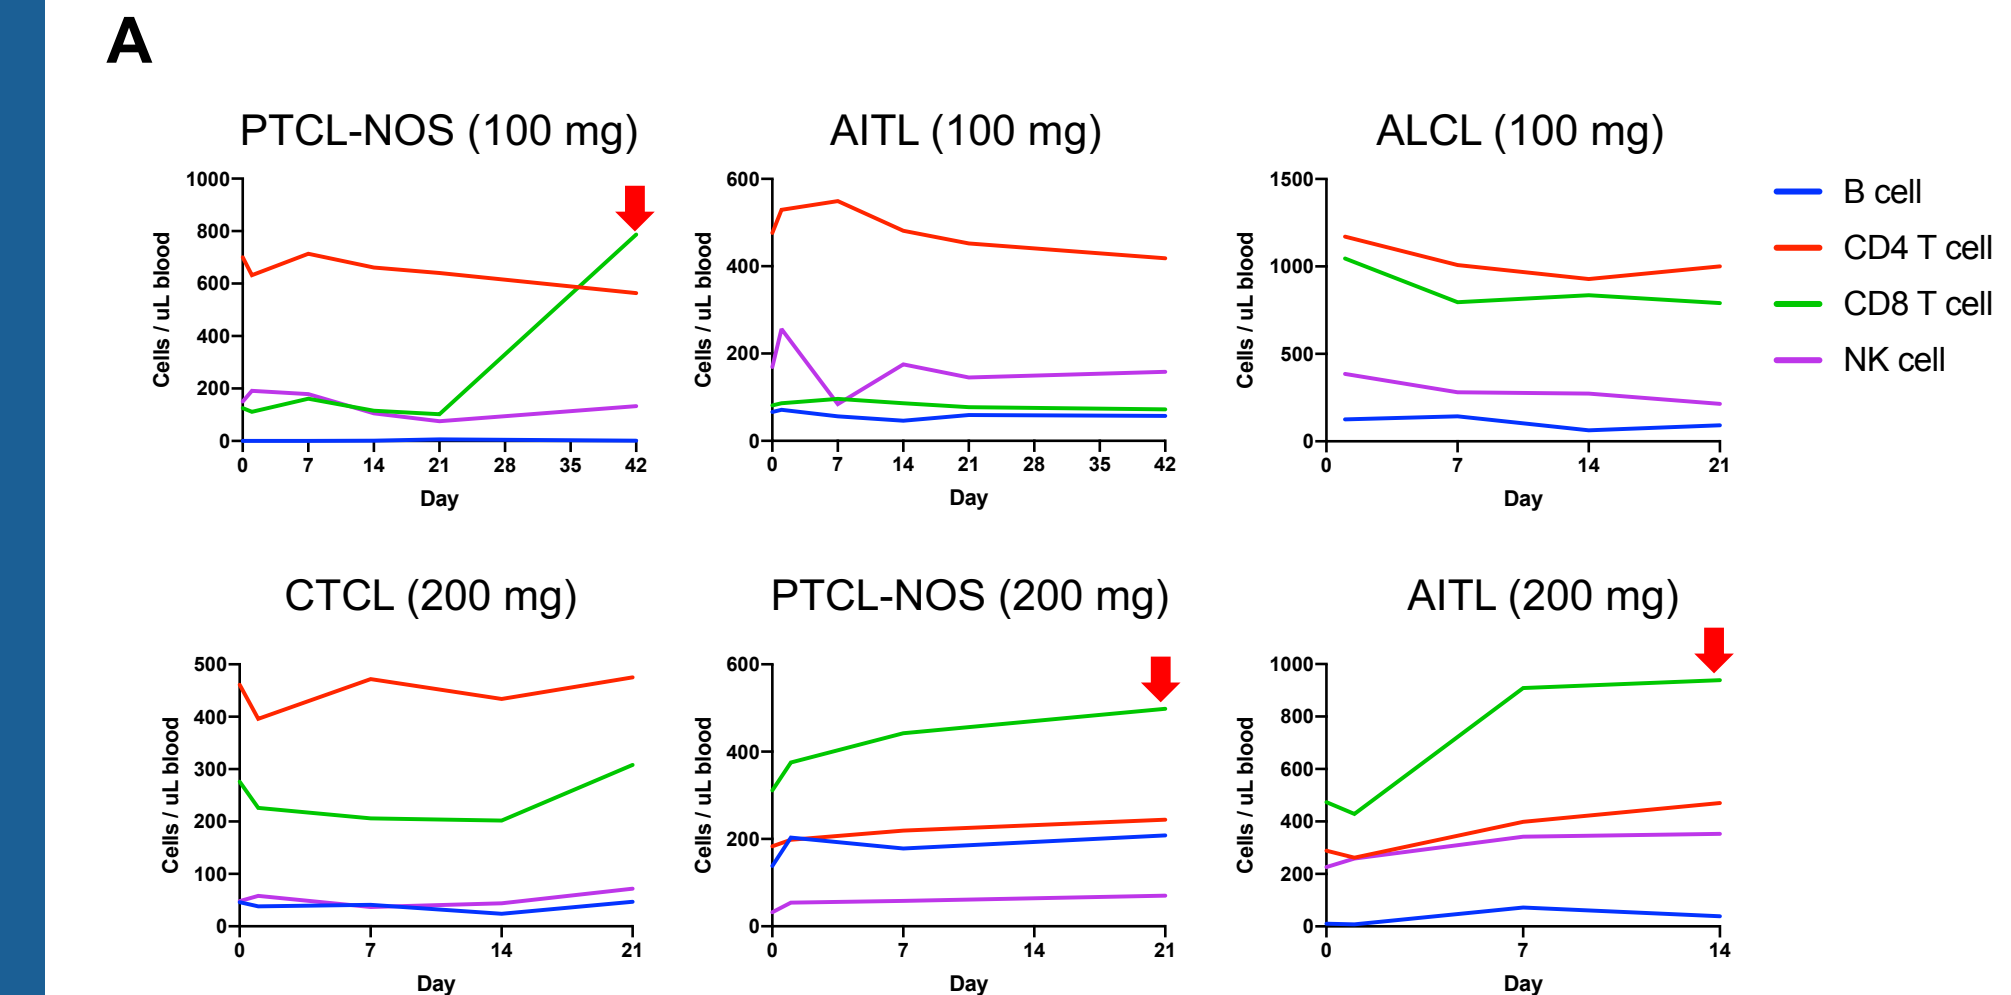 A
PTCL-NOS (100 mg)
1000
800
600
400
200
0
Cells / uL blood
0 7 14 21 28 35 42
Day
AITL (100 mg)
600
400
200
0
Cells / uL blood
0 7 14 21 28 35 42
Day
ALCL (100 mg)
1500
1000
500
0
Cells / uL blood
0 7 14 21
Day
B cell
CD4 T cell
CD8 T cell
NK cell
CTCL (200 mg)
500
400
300
200
100
0
Cells / uL blood
0 7 14 21
Day
PTCL-NOS (200 mg)
600
400
200
0
Cells / uL blood
0 7 14 21
Day
AITL (200 mg)
1000
800
600
400
200
0
Cells / uL blood
0 7 14
Day